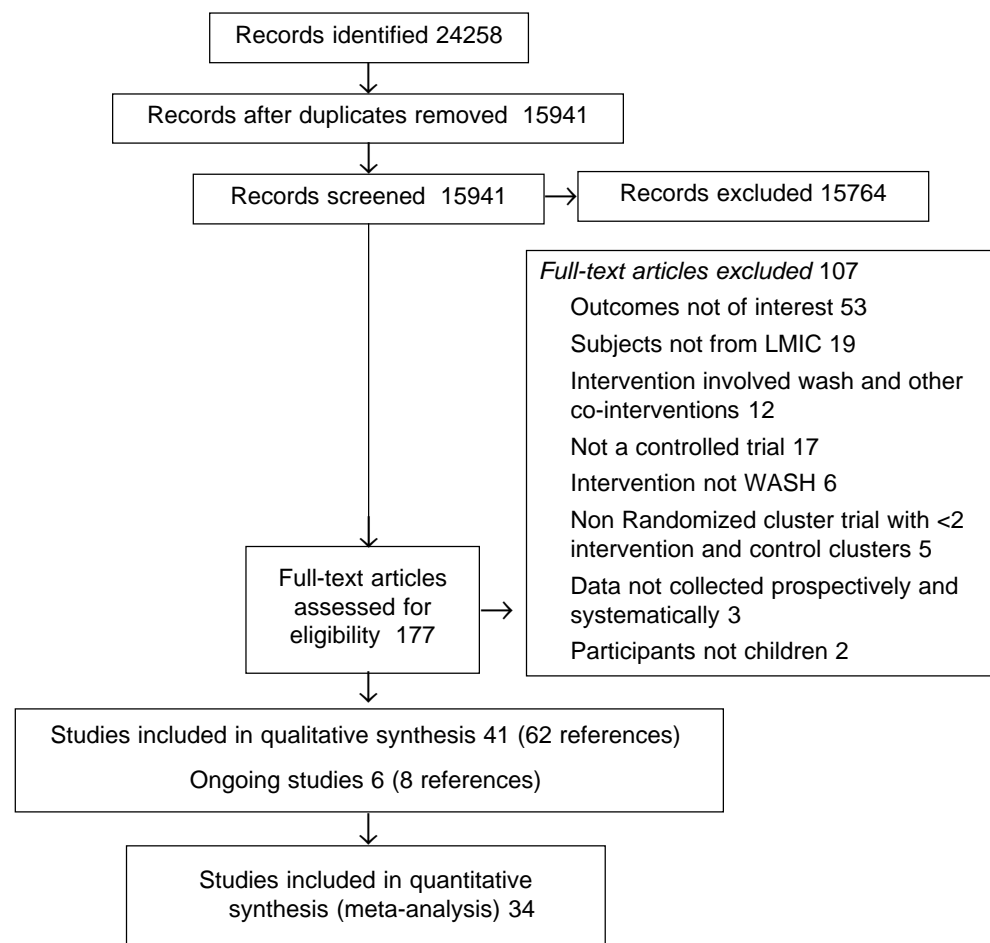 Records identified 24258
Records after duplicates removed 15941
Records screened 15941
Records excluded 15764
Full-text articles excluded 107
Outcomes not of interest 53
Subjects not from LMIC 19
Intervention involved wash and other
co-interventions 12
Not a controlled trial 17
Intervention not WASH 6
Non Randomized cluster trial with <2
intervention and control clusters 5
Data not collected prospectively and
systematically 3
Participants not children 2
Full-text articles
assessed for
eligibility 177
Studies included in qualitative synthesis 41 (62 references)
Ongoing studies 6 (8 references)
Studies included in quantitative
synthesis (meta-analysis) 34